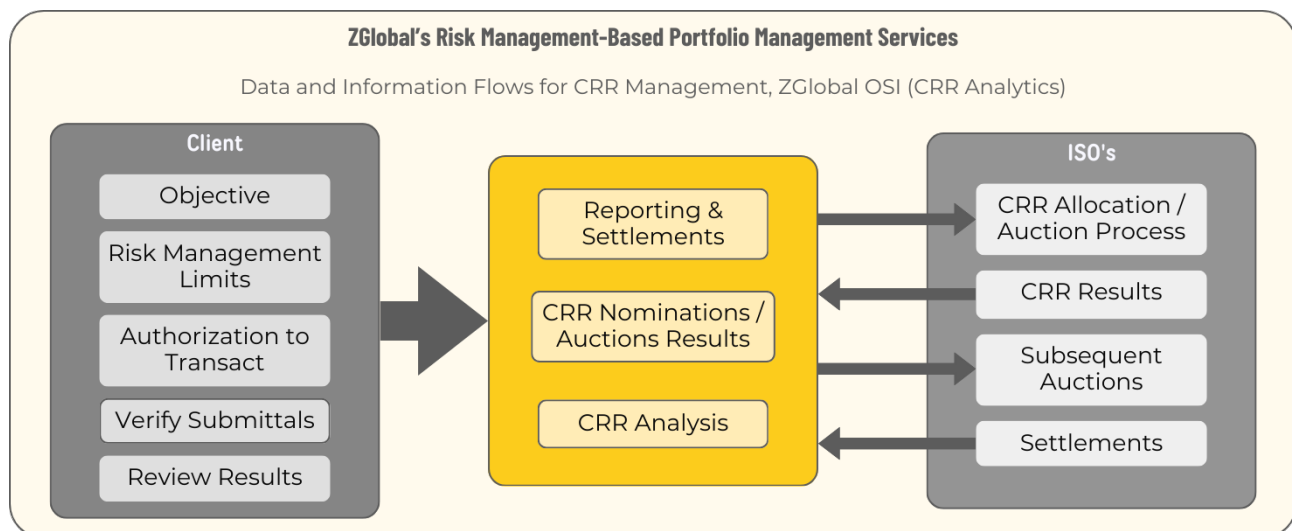 ZGlobal's Risk Management-Based Portfolio Management Services
Data and Information Flows for CRR Management, ZGlobal OSI (CRR Analytics)
Client
Objective
Risk Management
Limits
Authorization to
Transact
Verify Submittals
Review Results
Reporting &
Settlements
CRR Nominations /
Auctions Results
CRR Analysis
ISO's
CRR Allocation /
Auction Process
CRR Results
Subsequent
Auctions
Settlements